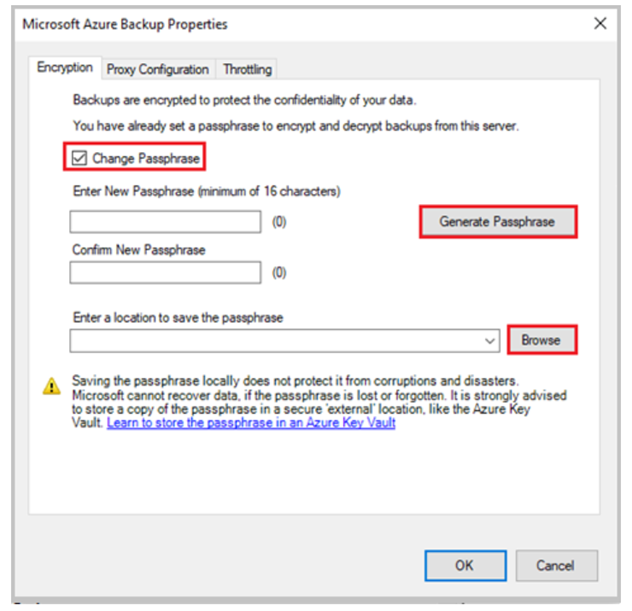 Microsoft Azure Backup Properties
Encryption Proxy Configuration Throttling
Backups are encrypted to protect the confidentiality of your data.
You have already set a passphrase to encrypt and decrypt backups from this server.
Change Passphrase
Enter New Passphrase (minimum of 16 characters)
(0) Generate Passphrase
Confirm New Passphrase
(0)
Enter a location to save the passphrase
Browse
Saving the passphrase locally does not protect it from corruptions and disasters.
Microsoft cannot recover data, if the passphrase is lost or forgotten. It is strongly advised
to store a copy of the passphrase in a secure 'external' location, like the Azure Key
Vault. Learn to store the passphrase in an Azure Key Vault
OK Cancel